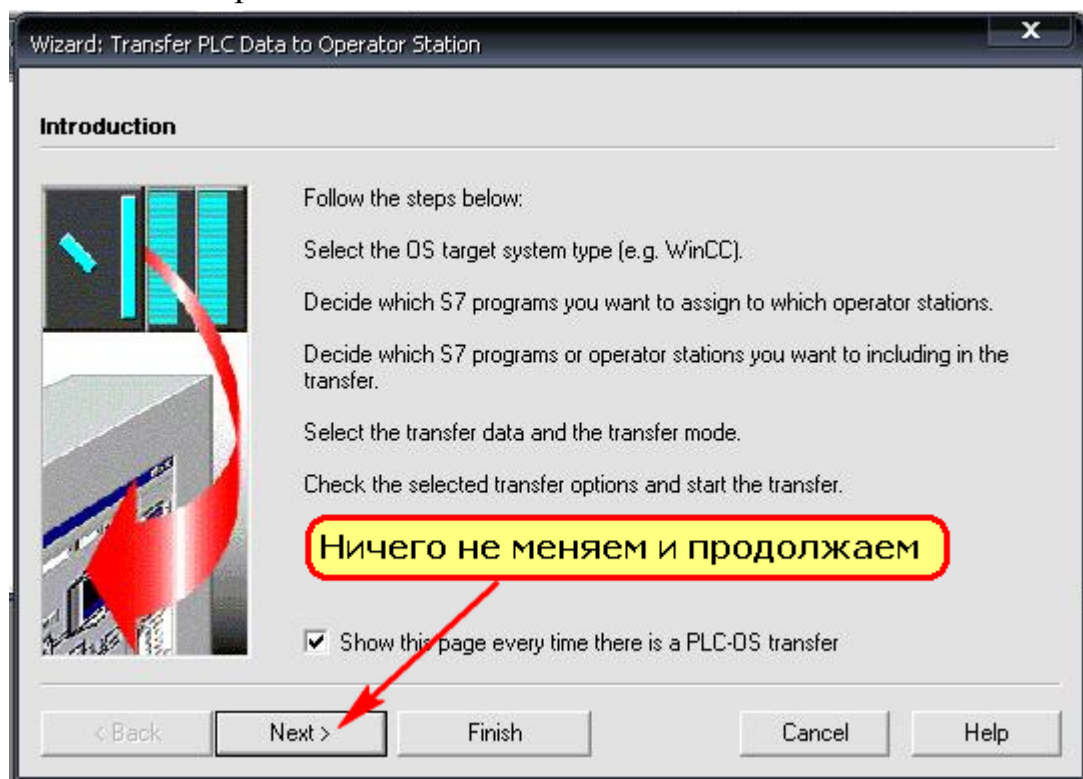 Wizard: Transfer PLC Data to Operator Station
x
Introduction
Follow the steps below:
Select the OS target system type (e.g. WinCC).
Decide which S7 programs you want to assign to which operator stations.
Decide which S7 programs or operator stations you want to including in the
transfer.
Select the transfer data and the transfer mode.
Check the selected transfer options and start the transfer.
Ничего не меняем и продолжаем
Show this page every time there is a PLC-OS transfer
< Back
Next >
Finish
Cancel
Help